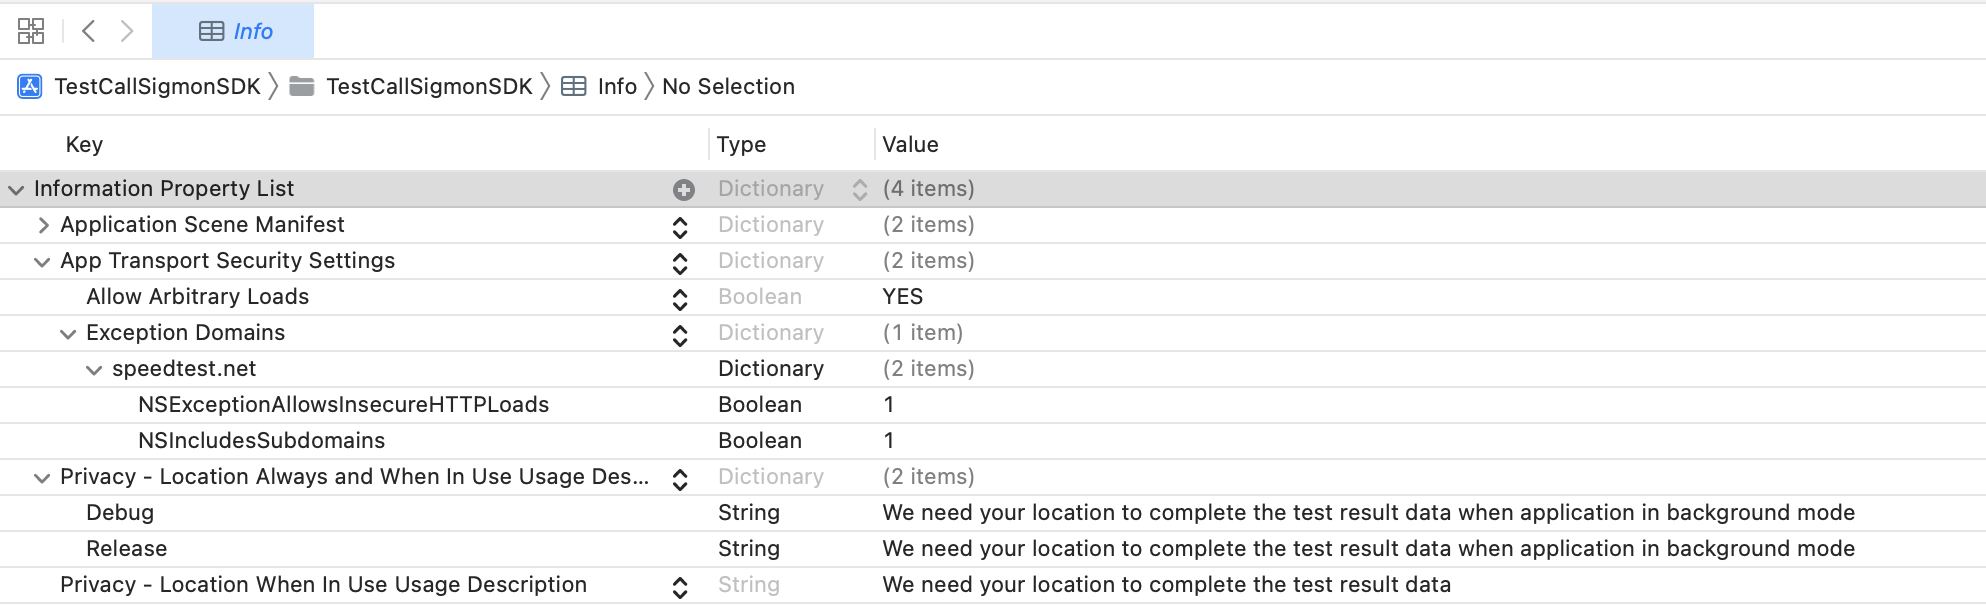 Info
TestCallSigmonSDK TestCallSigmonSDK Info No Selection
Key Type Value
Information Property List Dictionary (4 items)
Application Scene Manifest Dictionary (2 items)
App Transport Security Settings Dictionary (2 items)
Allow Arbitrary Loads Boolean YES
Exception Domains Dictionary (1 item)
speedtest.net Dictionary (2 items)
NSExceptionAllowsInsecureHTTPLoads Boolean 1
NSIncludesSubdomains Boolean 1
Privacy - Location Always and When In Use Usage Des... Dictionary (2 items)
Debug String We need your location to complete the test result data when application in background mode
Release String We need your location to complete the test result data when application in background mode
Privacy - Location When In Use Usage Description String We need your location to complete the test result data